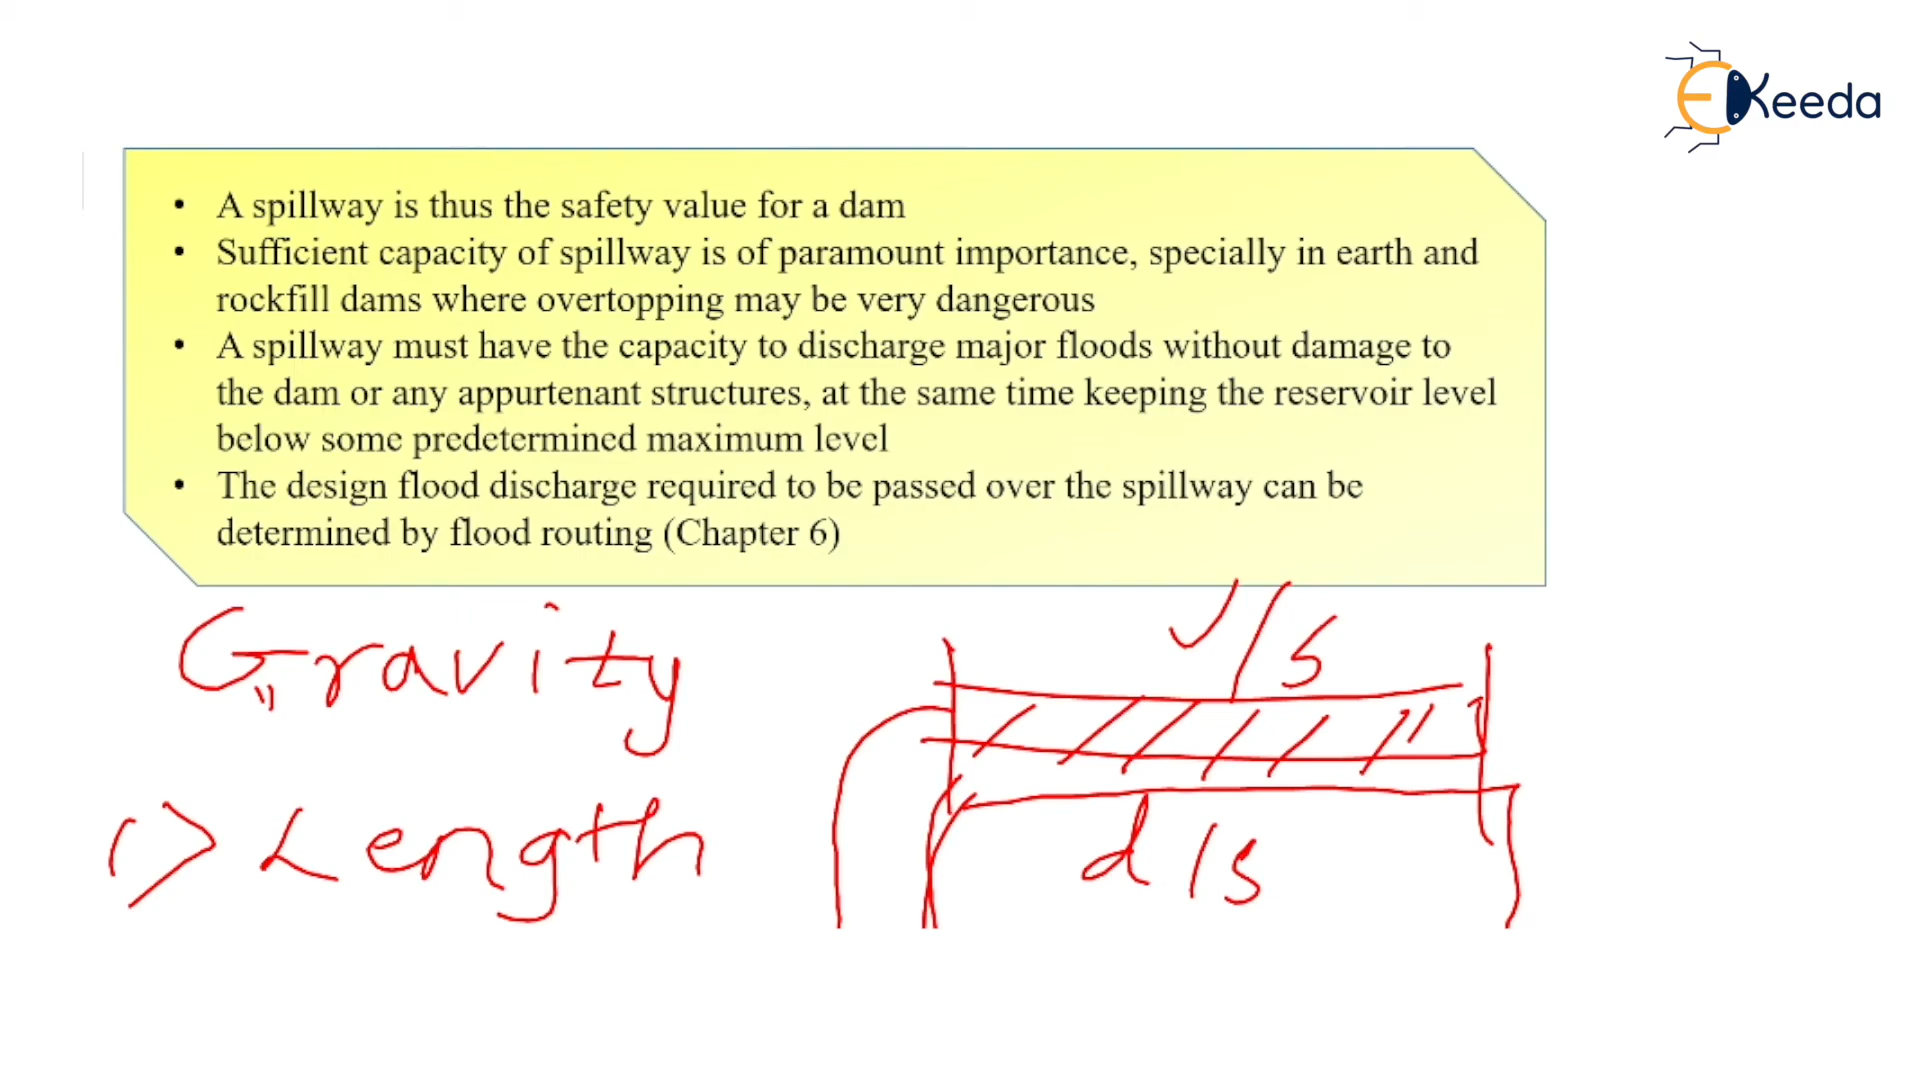 EKeeda
• A spillway is thus the safety value for a dam
• Sufficient capacity of spillway is of paramount importance, specially in earth and
rockfill dams where overtopping may be very dangerous
• A spillway must have the capacity to discharge major floods without damage to
the dam or any appurtenant structures, at the same time keeping the reservoir level
below some predetermined maximum level
• The design flood discharge required to be passed over the spillway can be
determined by flood routing (Chapter 6)
Gravity
U/S
1) Length
d/s